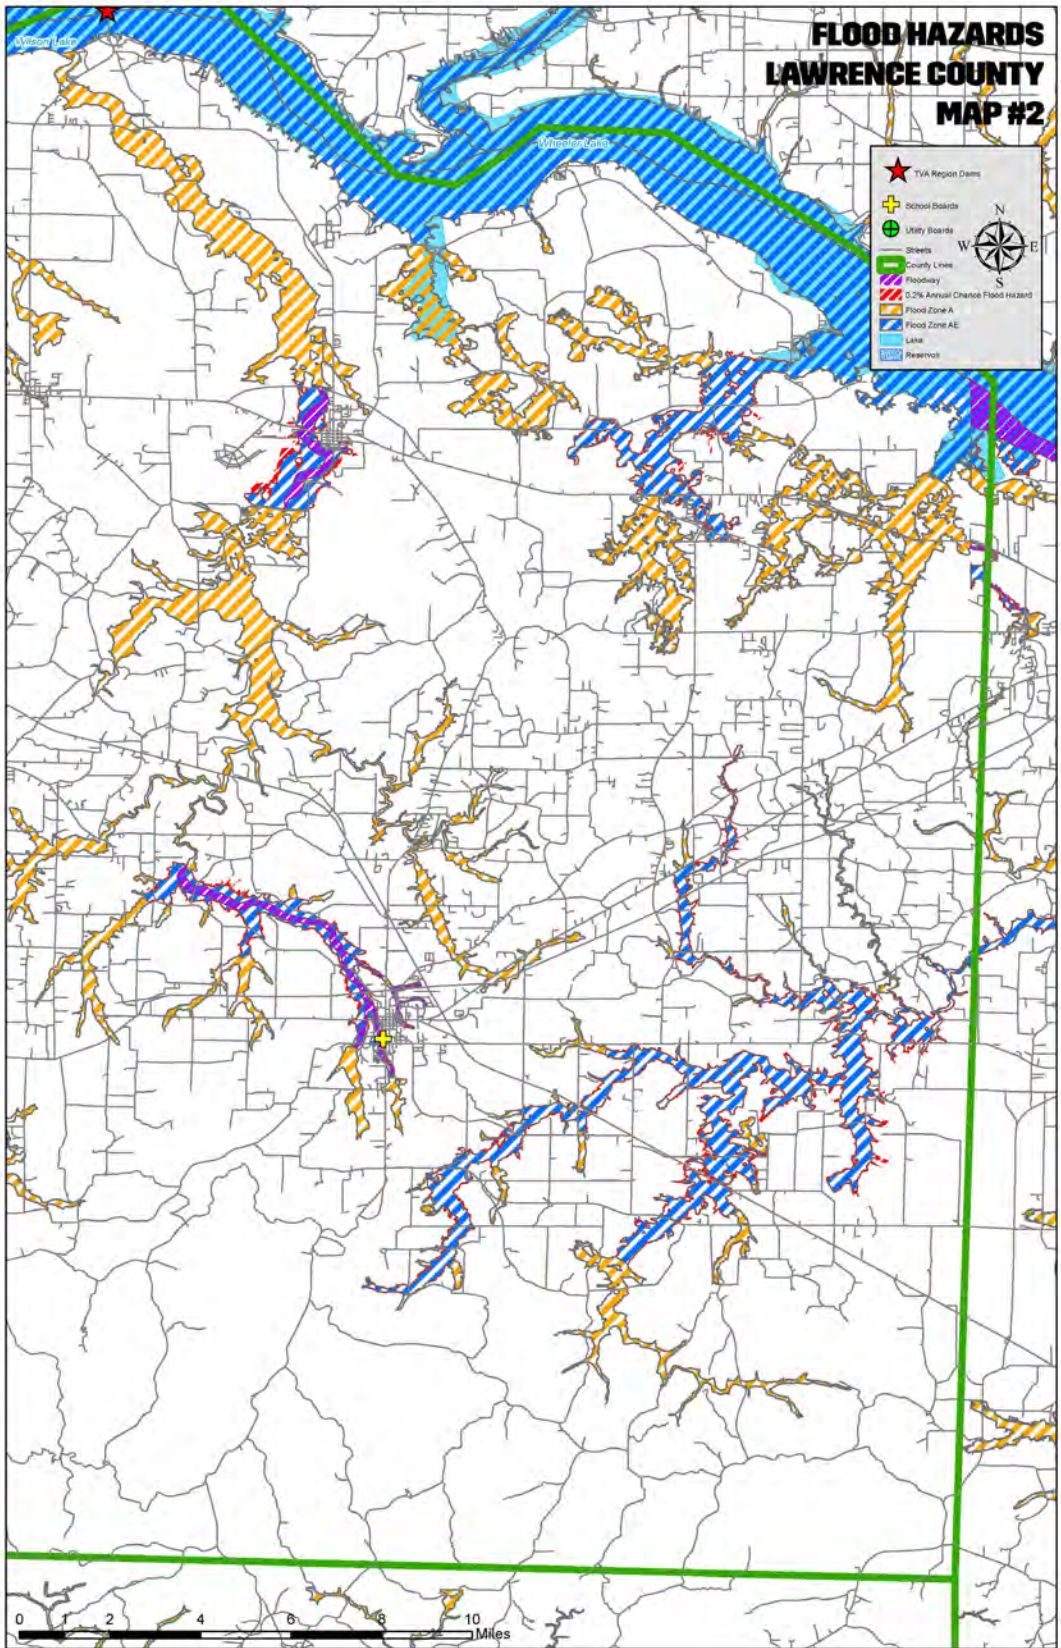 FLOOD HAZARDS
LAWRENCE COUNTY
MAP #2
Wilson Lake
Wheeler Lake
TVA Region Dams
School Boards
Utility Boards
Streets
County Lines
Floodway
0.2% Annual Chance Flood Hazard
Flood Zone A
Flood Zone AE
Lake
Reservoir
N
W E
S
0 1 2 4 6 8 10
Miles